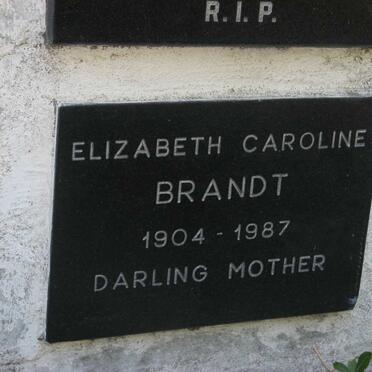 R.I.P.
ELIZABETH CAROLINE
BRANDT
1904 - 1987
DARLING MOTHER